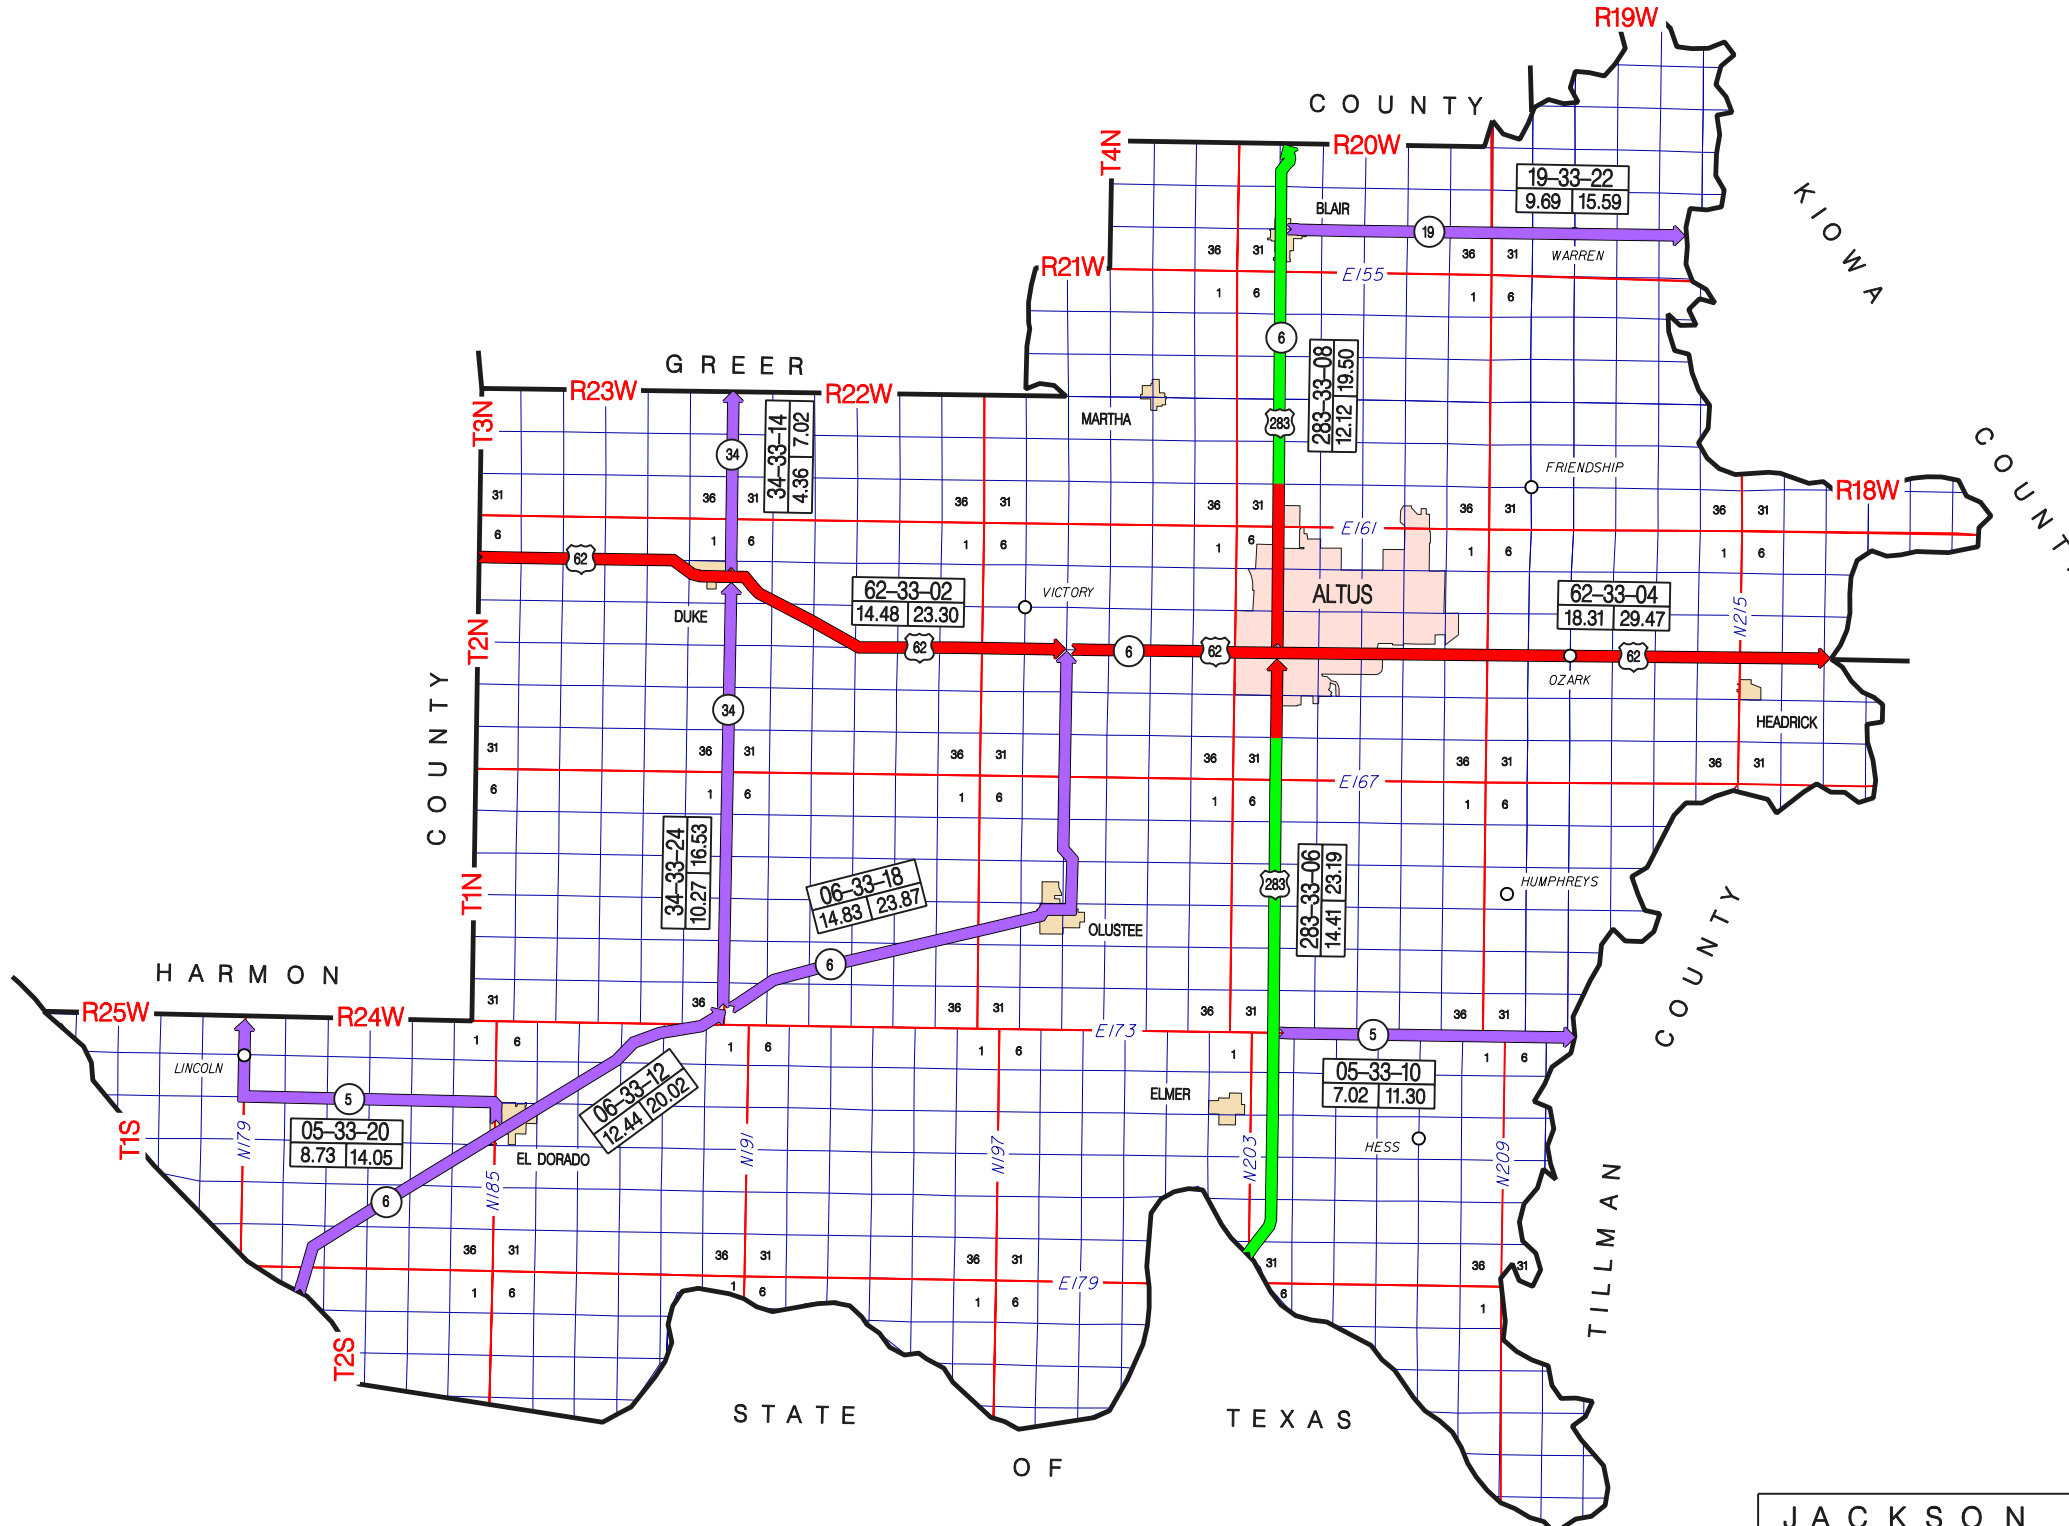 R19W
COUNTY
T4N
R20W
19–33–22
9.69 15.59
KIOWA
BLAIR
19
36 31
36 31
WARREN
R21W
E155
1 6
1 6
6
GREER
283–33–08
12.12 19.50
R23W
R22W
T3N
34–33–14
4.36 7.02
MARTHA
283
COUNTY
34
FRIENDSHIP
R18W
31
36 31
36 31
36 31
36 31
36 31
E161
6
1 6
1 6
1 6
1 6
1 6
62
62–33–02
14.48 23.30
VICTORY
ALTUS
62–33–04
18.31 29.47
N215
DUKE
T2N
62
6
62
62
OZARK
COUNTY
34
HEADRICK
31
36 31
36 31
36 31
36 31
36 31
E167
6
1 6
1 6
1 6
1 6
34–33–24
10.27 16.53
T1N
06–33–18
14.83 23.87
283
283–33–06
14.41 23.19
HUMPHREYS
OLUSTEE
COUNTY
6
HARMON
31
36
36 31
36 31
36 31
R25W
R24W
E173
5
1 6
1 6
1 6
1
1 6
LINCOLN
5
06–33–12
12.44 20.02
ELMER
05–33–10
7.02 11.30
T1S
N179
05–33–20
8.73 14.05
EL DORADO
N191
N197
N203
HESS
N209
N185
6
TILLMAN
36 31
36 31
36 31
31
36 31
E179
1 6
1 6
1 6
6
1
T2S
STATE
TEXAS
OF
JACKSON